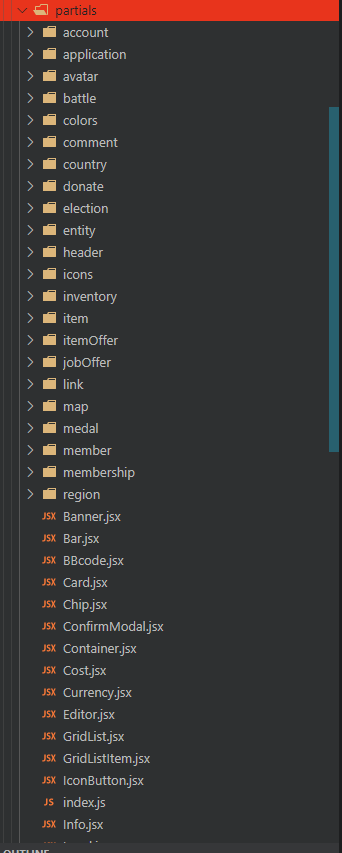 partials
account
application
avatar
battle
colors
comment
country
donate
election
entity
header
icons
inventory
item
itemOffer
jobOffer
link
map
medal
member
membership
region
JSX Banner.jsx
JSX Bar.jsx
JSX BBcode.jsx
JSX Card.jsx
JSX Chip.jsx
JSX ConfirmModal.jsx
JSX Container.jsx
JSX Cost.jsx
JSX Currency.jsx
JSX Editor.jsx
JSX GridList.jsx
JSX GridListItem.jsx
JSX IconButton.jsx
JS index.js
JSX Info.jsx
OUTLINE